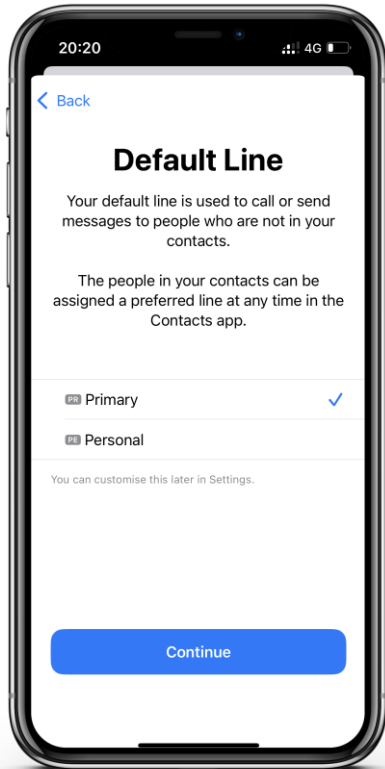 20:20
4G
Back
Default Line
Your default line is used to call or send
messages to people who are not in your
contacts.
The people in your contacts can be
assigned a preferred line at any time in the
Contacts app.
PR Primary
PE Personal
You can customise this later in Settings.
Continue